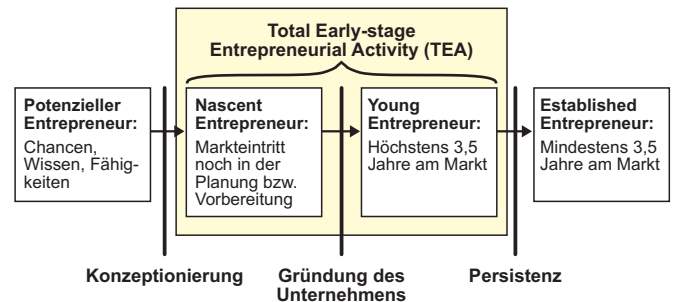 Total Early-stage
Entrepreneurial Activity (TEA)
Potenzieller
Entrepreneur:
Chancen,
Wissen, Fähig-
keiten
Nascent
Entrepreneur:
Markteintritt
noch in der
Planung bzw.
Vorbereitung
Young
Entrepreneur:
Höchstens 3,5
Jahre am Markt
Established
Entrepreneur:
Mindestens 3,5
Jahre am Markt
Konzeptionierung
Gründung des
Unternehmens
Persistenz